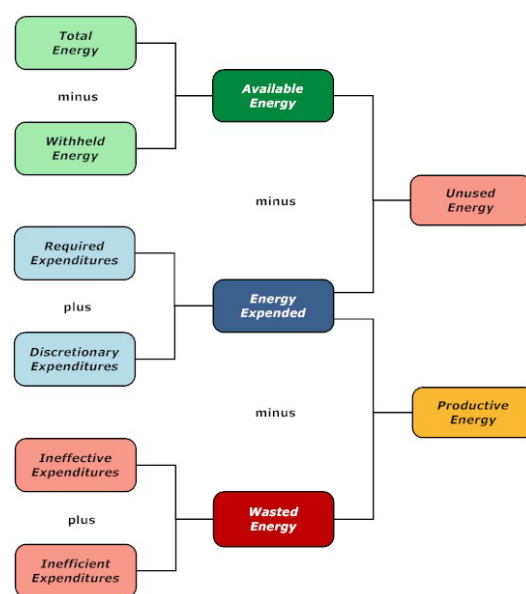 Total
Energy
minus
Withheld
Energy
Available
Energy
minus
Unused
Energy
Required
Expenditures
plus
Discretionary
Expenditures
Energy
Expended
minus
Productive
Energy
Ineffective
Expenditures
plus
Inefficient
Expenditures
Wasted
Energy